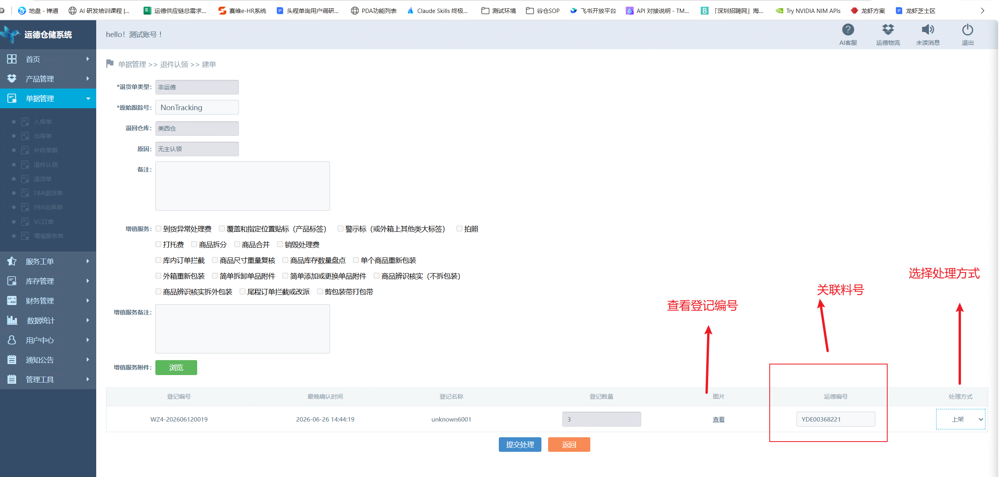 地盘 - 禅道
AI 研发培训课程 |...
运德供应链总需求...
赛维e-HR系统
头程单询用户调研...
PDA功能列表
Claude Skills 终极...
测试环境
谷仓SOP
飞书开放平台
API 对接说明 - TM...
「深圳招聘网」海...
Try NVIDIA NIM APIs
龙虾方案
龙虾芝士区
运德仓储系统
hello！测试账号！
AI客服
运德物流
未读消息
退出
首页
产品管理
单据管理
入库单
出库单
补收单据
退件认领
退货单
FBA退货单
FBA出库单
VC订单
增值服务单
服务工单
库存管理
财务管理
数据统计
用户中心
通知公告
管理工具
单据管理 >> 退件认领 >> 建单
*退货单类型： 非运德
*原始跟踪号： NonTracking
退回仓库： 美西仓
原因： 无主认领
备注：
增值服务： 到货异常处理费 覆盖和指定位置贴标（产品标签） 警示标（或外箱上其他类大标签） 拍照
打托费 商品拆分 商品合并 销毁处理费
库内订单拦截 商品尺寸重量复核 商品库存数量盘点 单个商品重新包装
外箱重新包装 简单拆卸单品附件 简单添加或更换单品附件 商品辨识核实（不拆包装）
商品辨识核实拆外包装 尾程订单拦截或改派 剪包装带打包带
增值服务备注：
增值服务附件： 浏览
选择处理方式
关联料号
查看登记编号
登记编号 最晚确认时间 登记名称 登记数量 图片 运德编号 处理方式
WZ4-202606120019 2026-06-26 14:44:19 unknown6001 3 查看 YDE00368221 上架
提交处理 返回